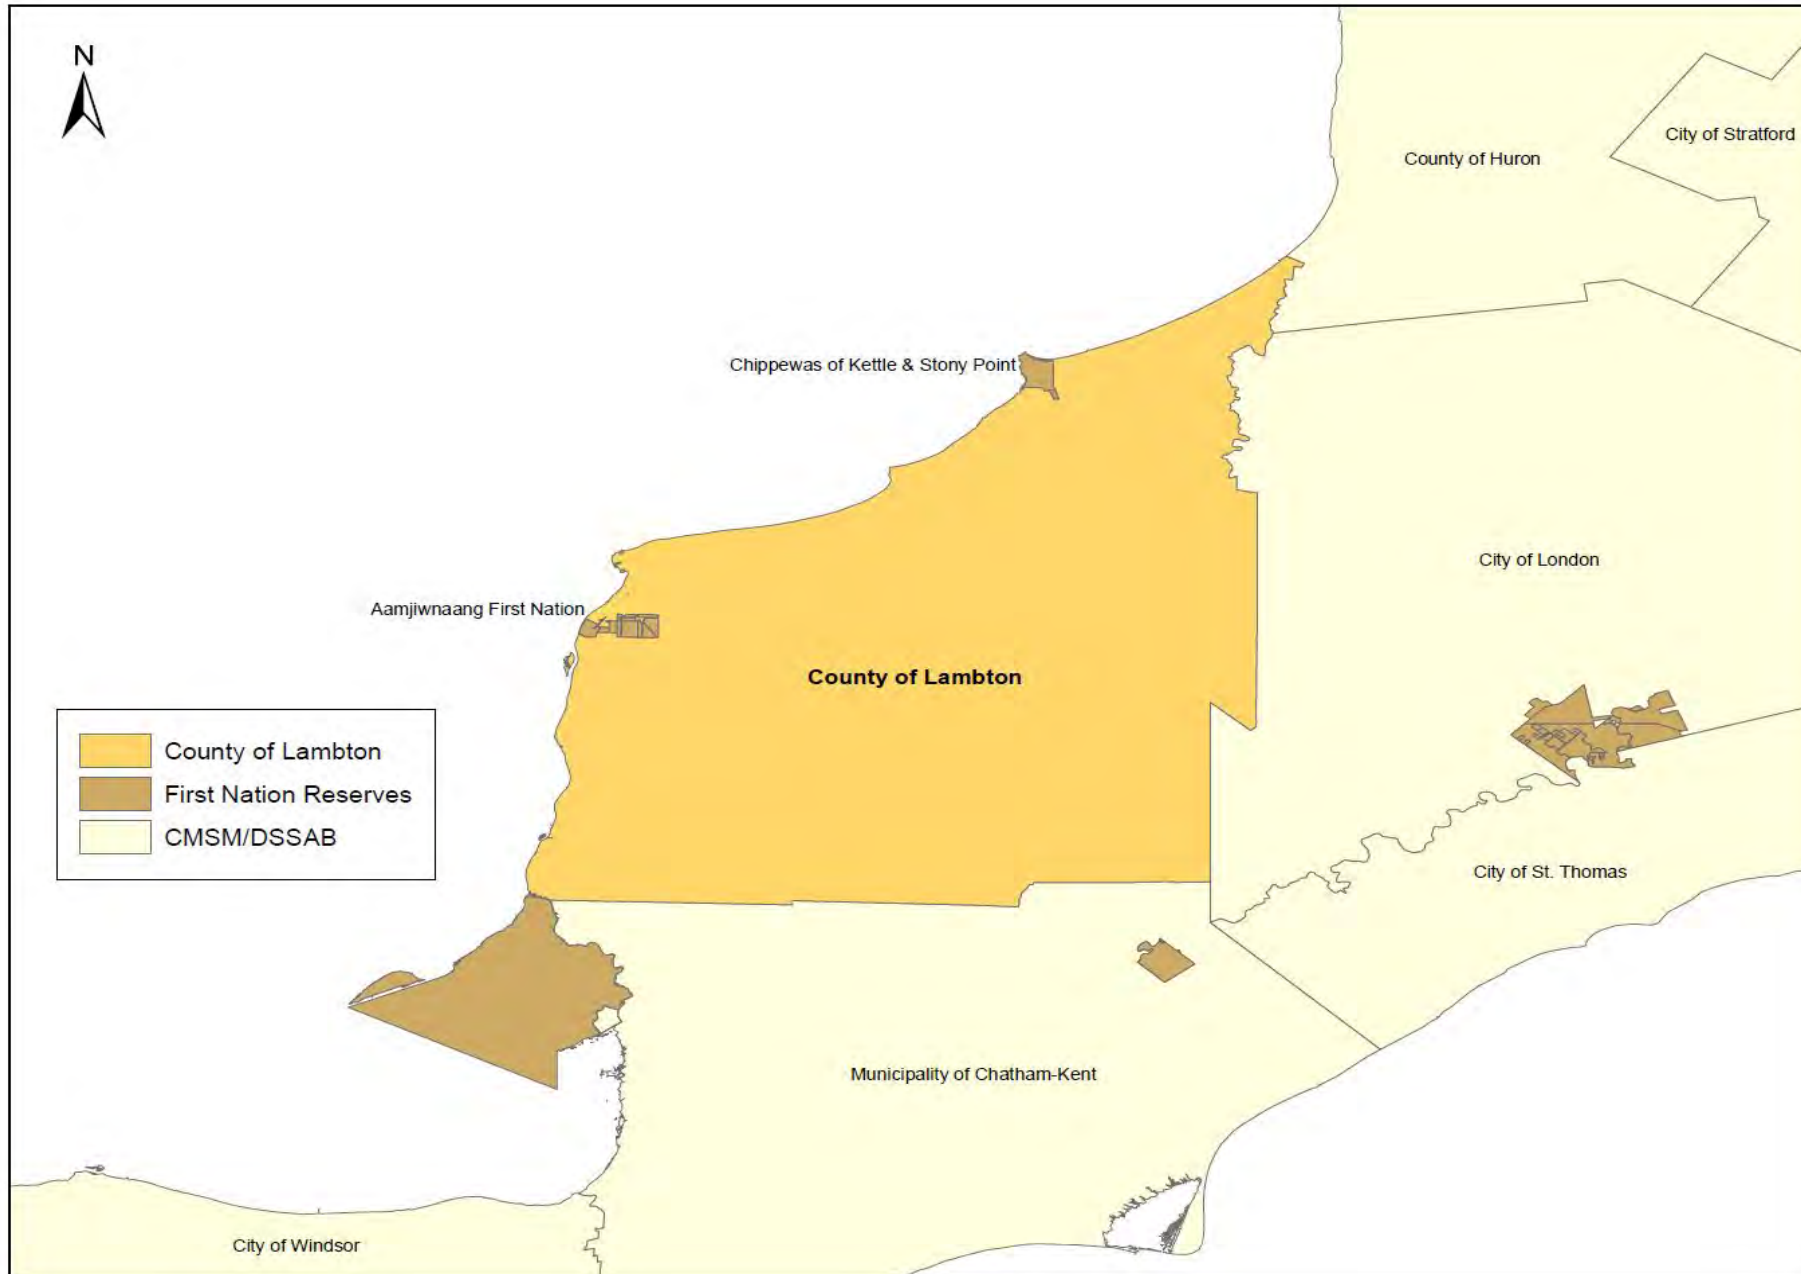 N
City of Stratford
County of Huron
Chippewas of Kettle & Stony Point
City of London
Aamjiwnaang First Nation
County of Lambton
County of Lambton
First Nation Reserves
CMSM/DSSAB
City of St. Thomas
Municipality of Chatham-Kent
City of Windsor